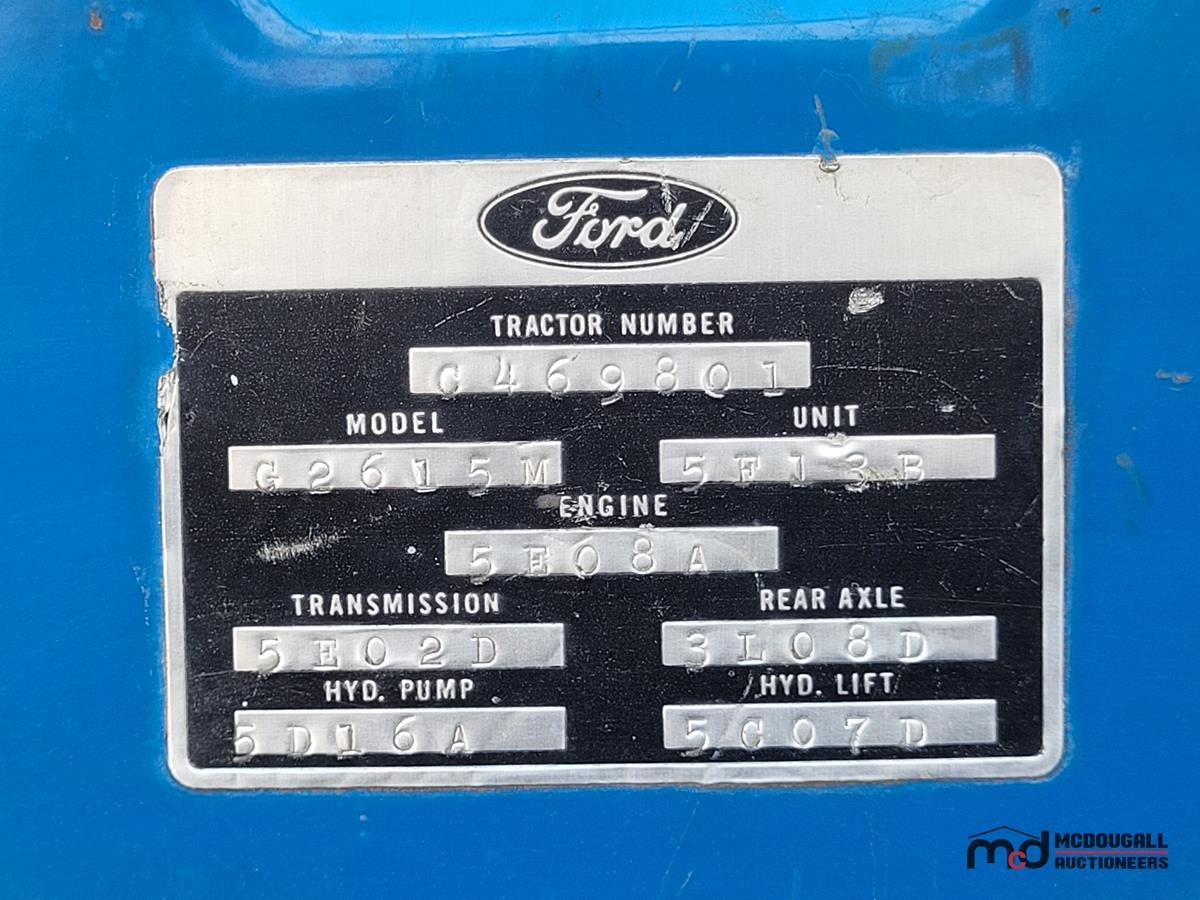 Ford
TRACTOR NUMBER
C469801
MODEL UNIT
G2615M 5F13B
ENGINE
5E08A
TRANSMISSION REAR AXLE
5E02D 3L08D
HYD. PUMP HYD. LIFT
5D16A 5C07D
mcd MCDOUGALL
AUCTIONEERS